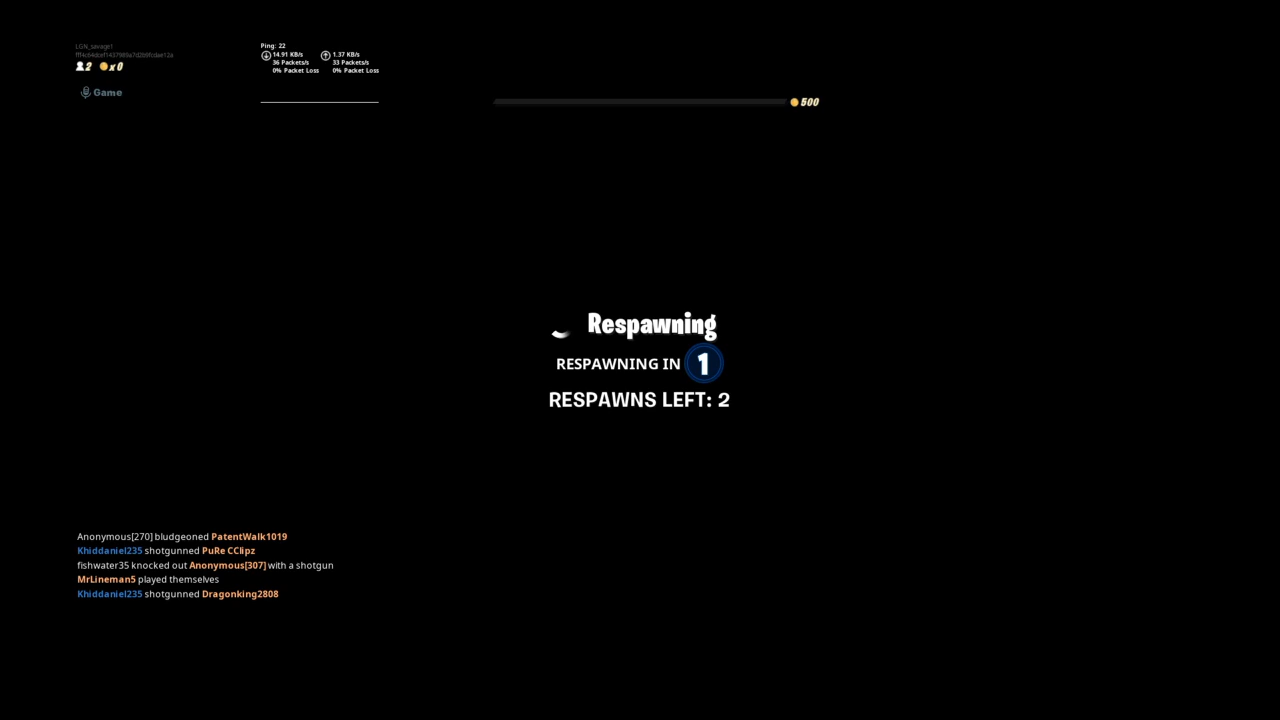 LGN_savage1
2 x0
Game
Ping: 22
14.91 KB/s 1.37 KB/s
36 Packets/s 33 Packets/s
0% Packet Loss 0% Packet Loss
500
Respawning
RESPAWNING IN 1
RESPAWNS LEFT: 2
Anonymous[270] bludgeoned PatentWalk1019
Khiddaniel235 shotgunned PuRe CClipz
fishwater35 knocked out Anonymous[307] with a shotgun
MrLineman5 played themselves
Khiddaniel235 shotgunned Dragonking2808